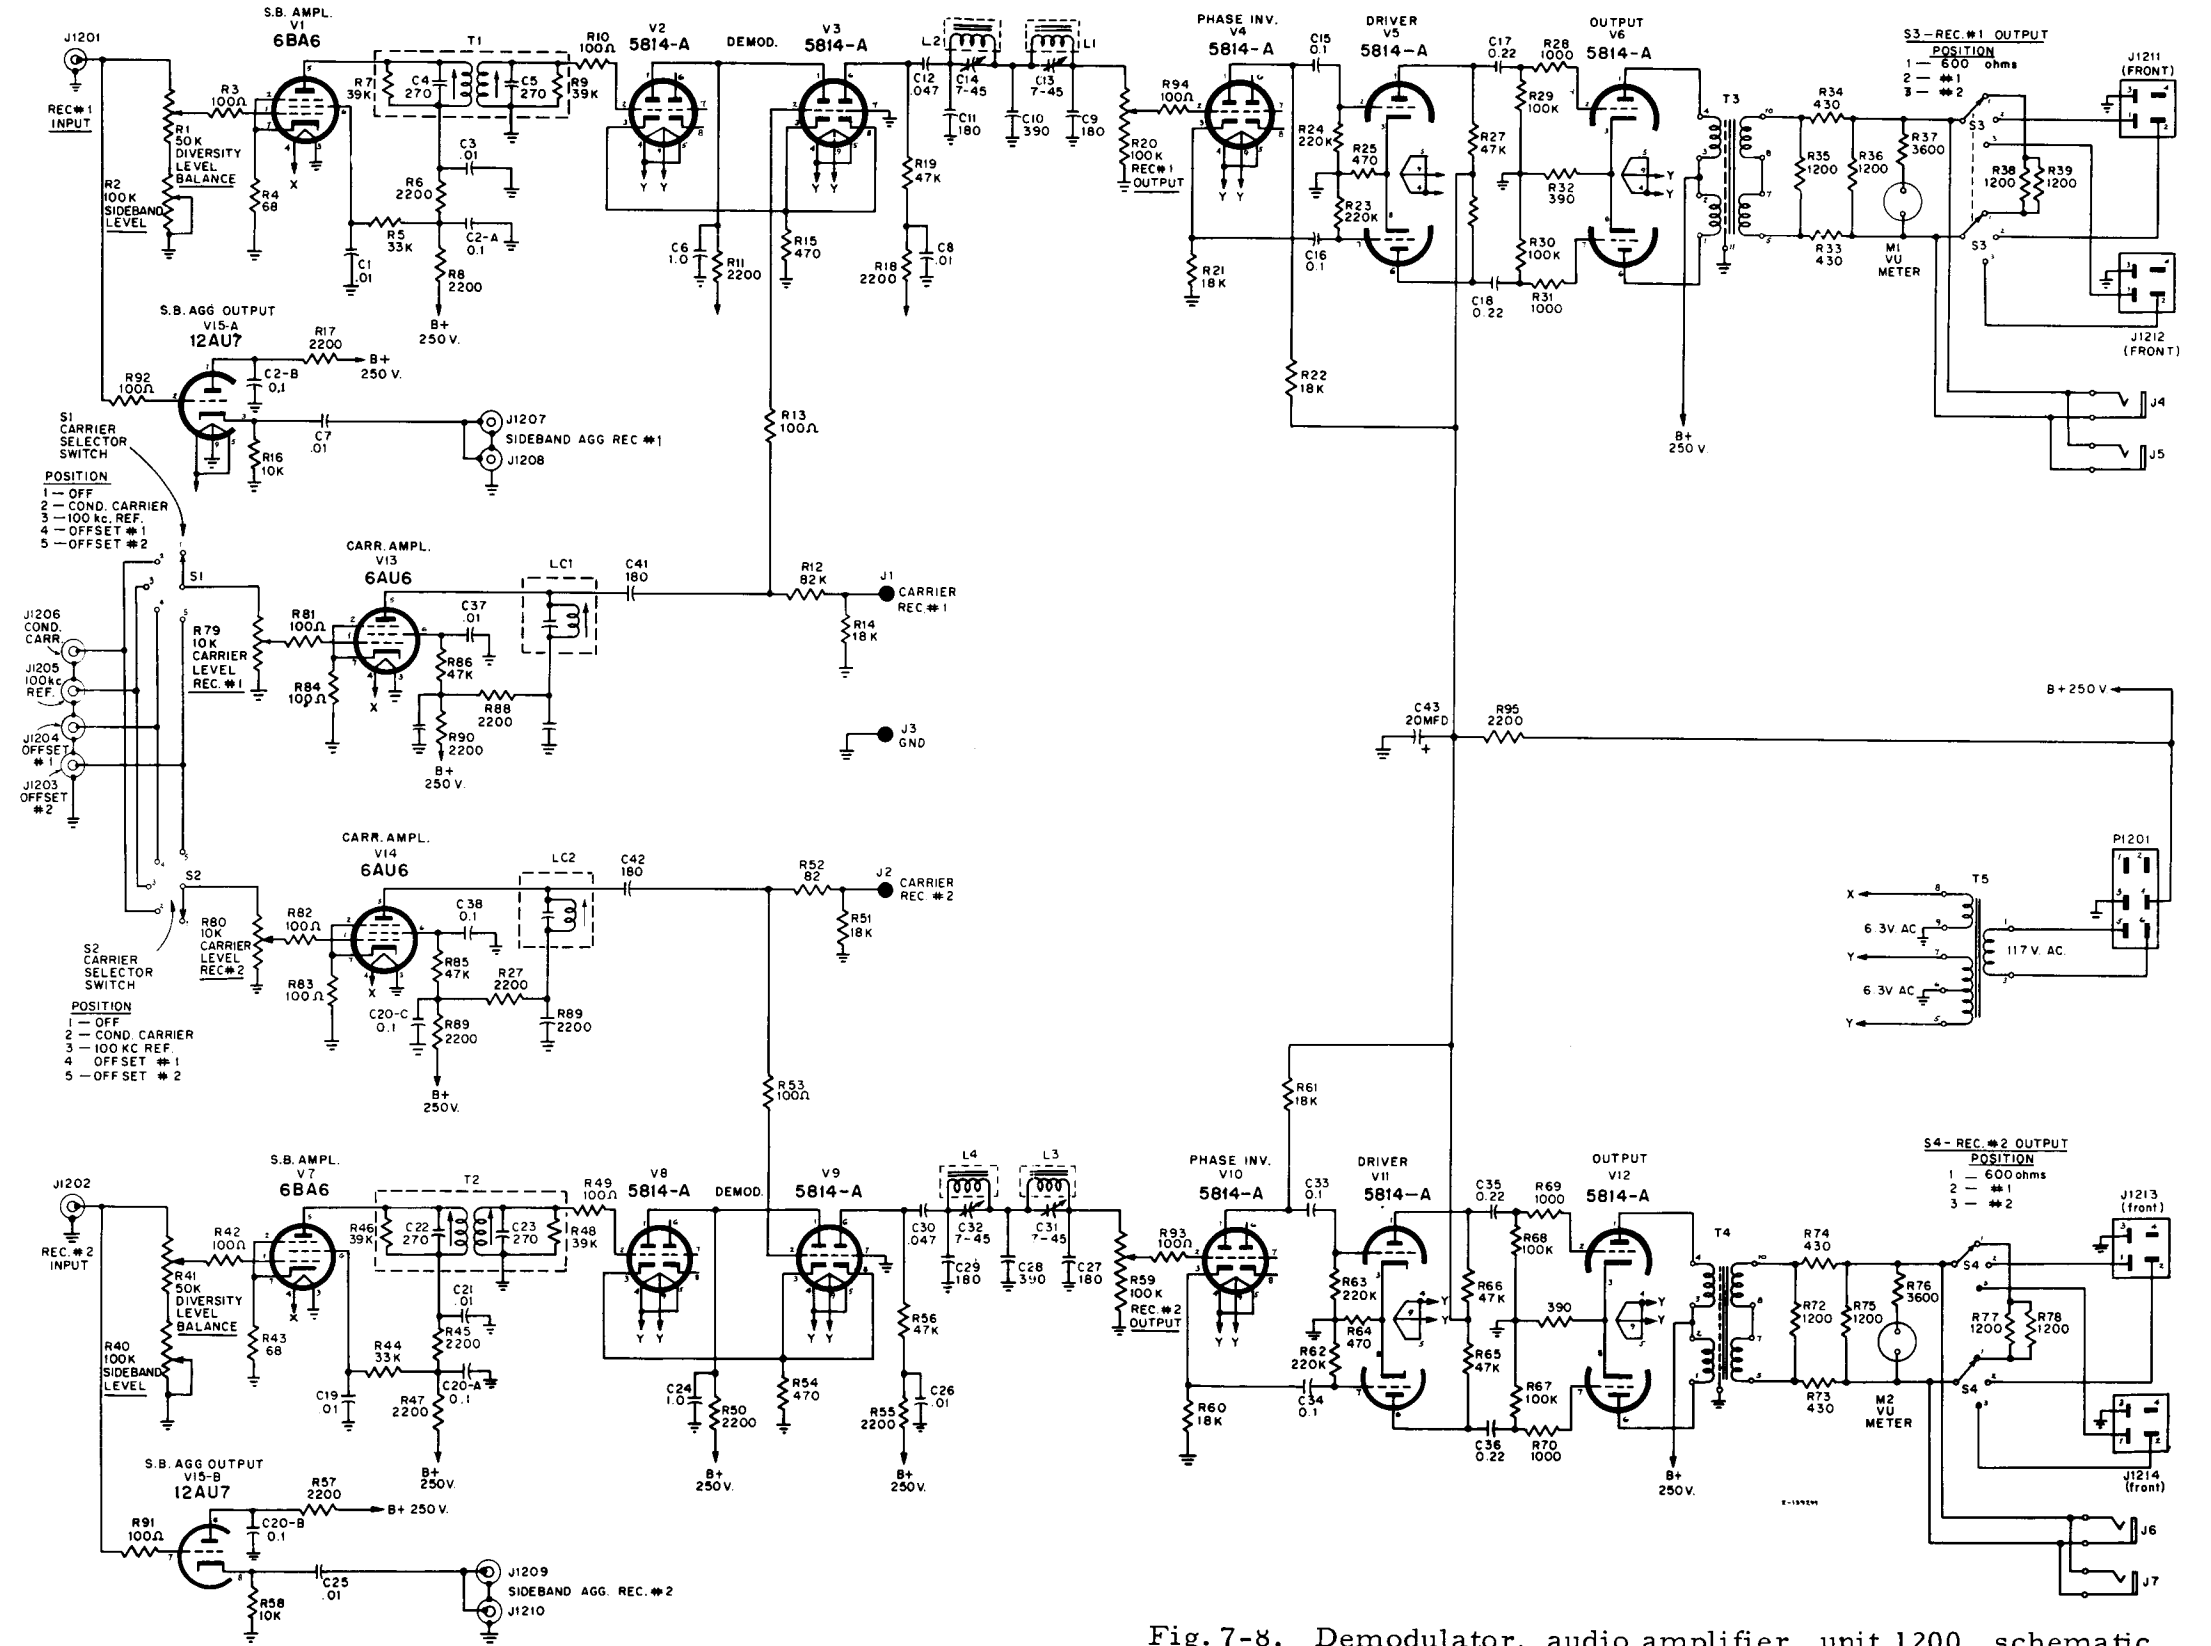 J1201
REC#1
INPUT
S.B. AMPL.
V1
6BA6
R3
100Ω
R1
50K
DIVERSITY
LEVEL
BALANCE
R2
100K
SIDEBAND
LEVEL
R4
68
X
T1
R7
39K
C4
270
C5
270
R9
39K
R10
100Ω
C3
.01
R6
2200
R5
33K
C2-A
0.1
C1
.01
R8
2200
B+
250V.
V2
5814-A
DEMOD.
V3
5814-A
Y Y
Y Y
C6
1.0
R11
2200
R15
470
R19
47K
R18
2200
C8
.01
L2
L1
C12
.047
C14
7-45
C13
7-45
C11
180
C10
390
C9
180
R20
100K
REC#1
OUTPUT
R94
100Ω
PHASE INV.
V4
5814-A
Y Y
R21
18K
R22
18K
C15
0.1
C16
0.1
R24
220K
R23
220K
R25
470
DRIVER
V5
5814-A
R27
47K
C17
0.22
C18
0.22
R28
1000
R29
100K
R30
100K
R31
1000
R32
390
OUTPUT
V6
5814-A
Y
Y
T3
B+
250 V.
R34
430
R35
1200
R36
1200
R33
430
R37
3600
M1
VU
METER
S3-REC.#1 OUTPUT
POSITION
1 — 600 ohms
2 — #1
3 — #2
S3
S3
R38
1200
R39
1200
J1211
(FRONT)
J1212
(FRONT)
J4
J5
S.B. AGG OUTPUT
V15-A
12AU7
R17
2200
B+
250 V.
C2-B
0.1
R92
100Ω
R16
10K
C7
.01
J1207
SIDEBAND AGG REC #1
J1208
S1
CARRIER
SELECTOR
SWITCH
POSITION
1 — OFF
2 — COND. CARRIER
3 —100 kc. REF.
4 — OFFSET #1
5 —OFFSET #2
S1
J1206
COND.
CARR.
J1205
100kc
REF.
J1204
OFFSET
#1
J1203
OFFSET
#2
R79
10K
CARRIER
LEVEL
REC.#1
R81
100Ω
R84
100Ω
CARR. AMPL.
V13
6AU6
X
C37
.01
R86
47K
R88
2200
R90
2200
B+
250 V.
LC1
C41
180
R13
100Ω
R12
82K
R14
18K
J1
CARRIER
REC.#1
J3
GND
C43
20MFD
+
R95
2200
B+250 V
CARR. AMPL.
V14
6AU6
S2
R80
10K
CARRIER
LEVEL
REC#2
R82
100Ω
R83
100Ω
X
C38
0.1
R85
47K
R27
2200
C20-C
0.1
R89
2200
R89
2200
B+
250V.
LC2
C42
180
R52
82
R51
18K
J2
CARRIER
REC. #2
R53
100Ω
S2
CARRIER
SELECTOR
SWITCH
POSITION
1 — OFF
2 — COND. CARRIER
3 —100 KC REF.
4 OFFSET #1
5 —OFFSET # 2
P1201
T5
X
6.3V AC
Y
6.3V AC
Y
117 V. AC.
J1202
REC.#2
INPUT
S.B. AMPL.
V7
6BA6
R42
100Ω
R41
50K
DIVERSITY
LEVEL
BALANCE
R40
100K
SIDEBAND
LEVEL
R43
68
X
T2
R46
39K
C22
270
C23
270
R48
39K
R49
100Ω
C21
.01
R45
2200
R44
33K
C20-A
0.1
C19
.01
R47
2200
B+
250V.
V8
5814-A
DEMOD.
V9
5814-A
Y Y
Y Y
C24
1.0
R50
2200
B+
250V.
R54
470
R56
47K
R55
2200
C26
.01
B+
250V.
L4
L3
C30
.047
C32
7-45
C31
7-45
C29
180
C28
390
C27
180
R59
100K
REC.#2
OUTPUT
R93
100Ω
PHASE INV.
V10
5814-A
Y Y
R60
18K
R61
18K
C33
0.1
C34
0.1
R63
220K
R62
220K
R64
470
DRIVER
V11
5814-A
Y
Y
R66
47K
R65
47K
C35
0.22
C36
0.22
R69
1000
R68
100K
R67
100K
R70
1000
390
OUTPUT
V12
5814-A
Y
Y
T4
B+
250V.
R74
430
R72
1200
R75
1200
R73
430
R76
3600
M2
VU
METER
S4-REC.#2 OUTPUT
POSITION
1 — 600 ohms
2 — #1
3 — #2
S4
S4
R77
1200
R78
1200
J1213
(front)
J1214
(front)
J6
J7
S.B. AGG OUTPUT
V15-B
12AU7
R57
2200
B+ 250 V.
C20-B
0.1
R91
100Ω
R58
10K
C25
.01
J1209
SIDEBAND AGG. REC.#2
J1210
Fig. 7-8. Demodulator, audio amplifier, unit 1200, schematic